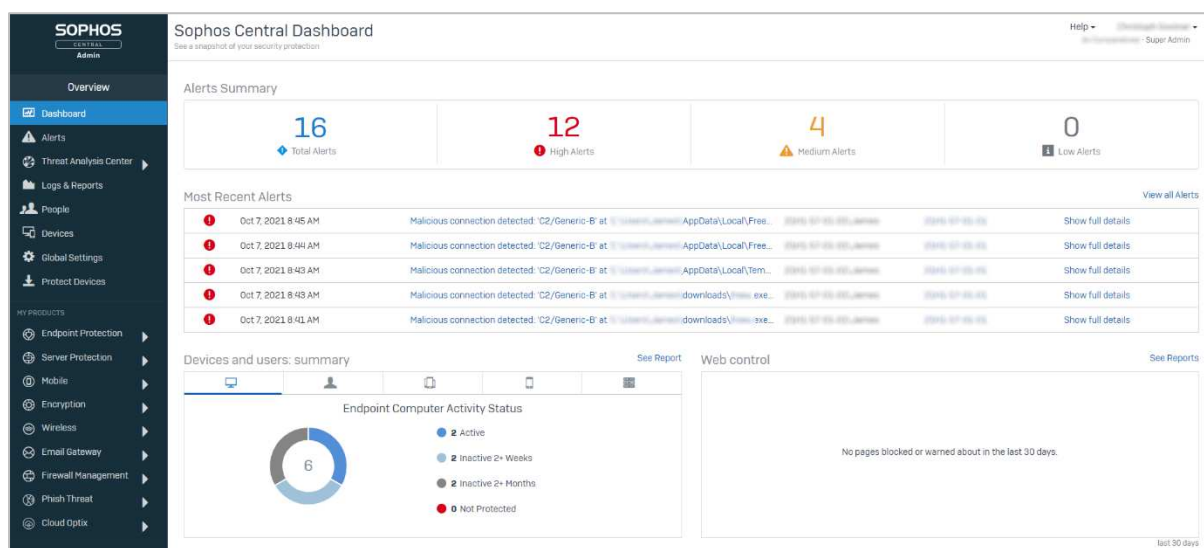 SOPHOS
CENTRAL
Admin
Sophos Central Dashboard
See a snapshot of your security protection
Help
- Super Admin
Overview
Dashboard
Alerts
Threat Analysis Center
Logs & Reports
People
Devices
Global Settings
Protect Devices
MY PRODUCTS
Endpoint Protection
Server Protection
Mobile
Encryption
Wireless
Email Gateway
Firewall Management
Phish Threat
Cloud Optix
Alerts Summary
16
Total Alerts
12
High Alerts
4
Medium Alerts
0
Low Alerts
Most Recent Alerts
View all Alerts
Oct 7, 2021 8:45 AM Malicious connection detected: 'C2/Generic-B' at AppData\Local\Free... Show full details
Oct 7, 2021 8:44 AM Malicious connection detected: 'C2/Generic-B' at AppData\Local\Free... Show full details
Oct 7, 2021 8:43 AM Malicious connection detected: 'C2/Generic-B' at AppData\Local\Tem... Show full details
Oct 7, 2021 8:43 AM Malicious connection detected: 'C2/Generic-B' at downloads\ exe... Show full details
Oct 7, 2021 8:41 AM Malicious connection detected: 'C2/Generic-B' at downloads\ exe... Show full details
Devices and users: summary
See Report
Endpoint Computer Activity Status
6
2 Active
2 Inactive 2+ Weeks
2 Inactive 2+ Months
0 Not Protected
Web control
See Reports
No pages blocked or warned about in the last 30 days.
last 30 days